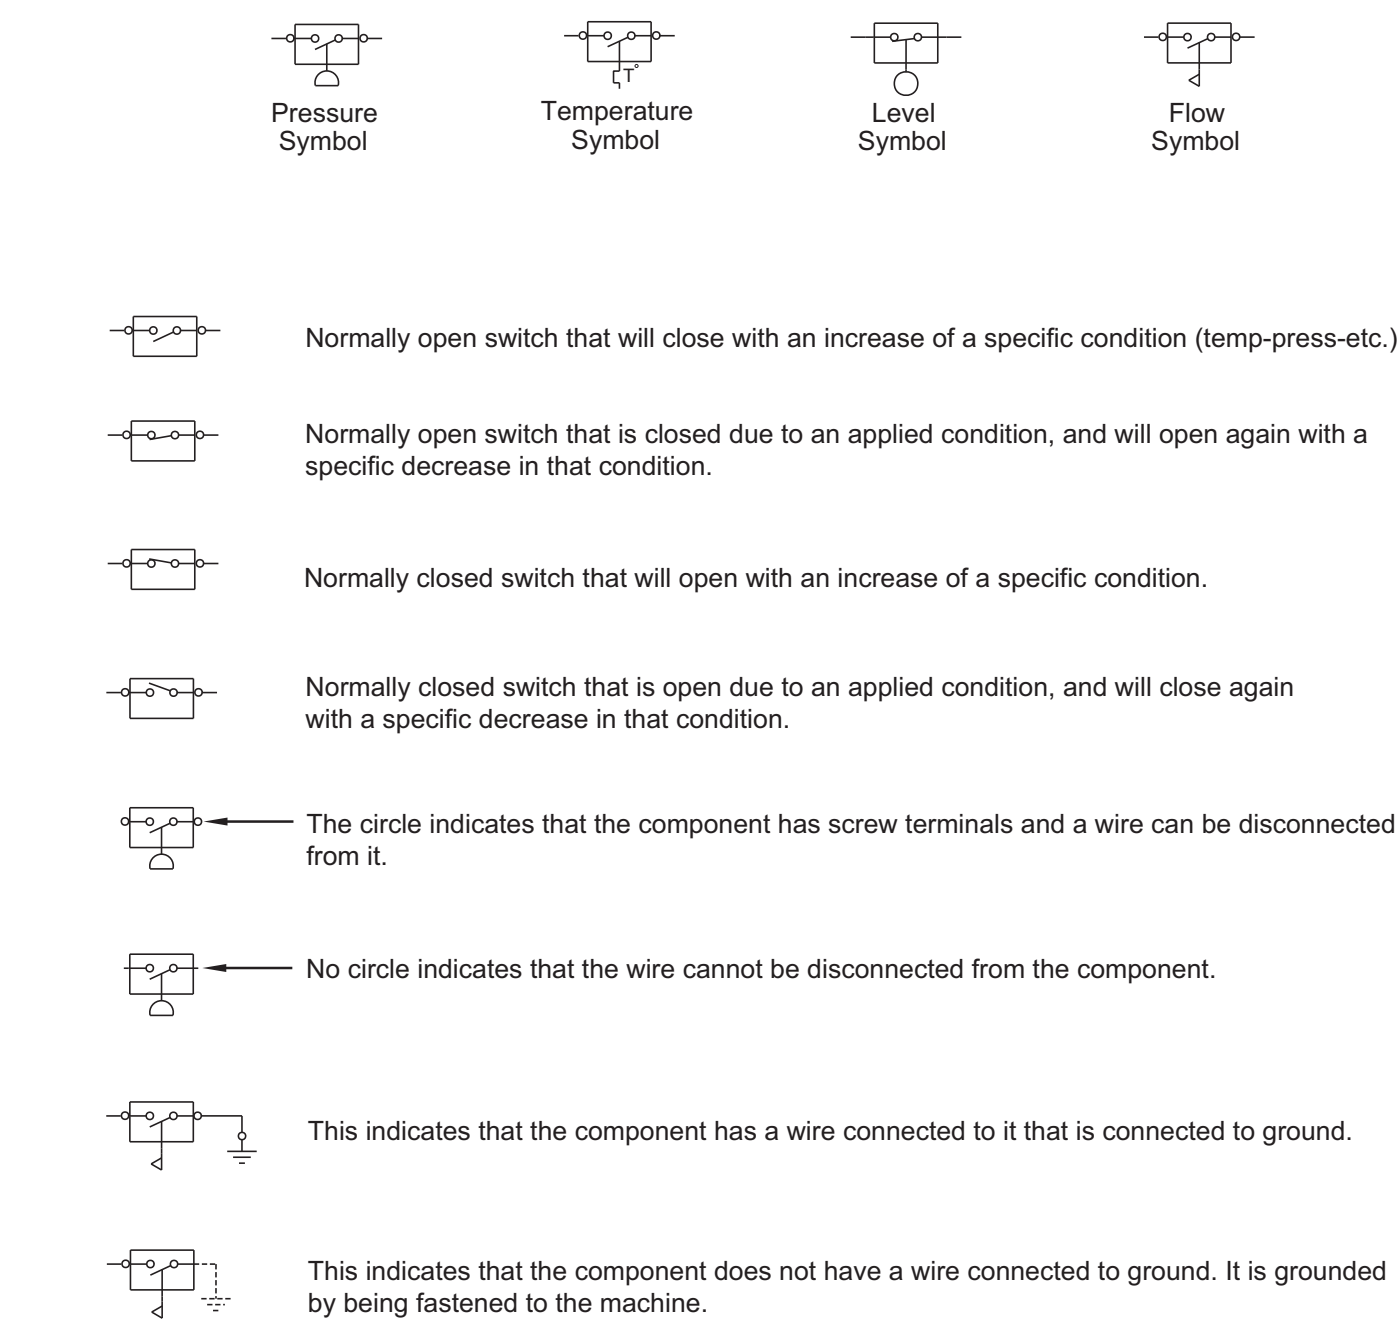 Pressure
Symbol
Temperature
Symbol
Level
Symbol
Flow
Symbol
T°
Normally open switch that will close with an increase of a specific condition (temp-press-etc.)
Normally open switch that is closed due to an applied condition, and will open again with a
specific decrease in that condition.
Normally closed switch that will open with an increase of a specific condition.
Normally closed switch that is open due to an applied condition, and will close again
with a specific decrease in that condition.
The circle indicates that the component has screw terminals and a wire can be disconnected
from it.
No circle indicates that the wire cannot be disconnected from the component.
This indicates that the component has a wire connected to it that is connected to ground.
This indicates that the component does not have a wire connected to ground. It is grounded
by being fastened to the machine.